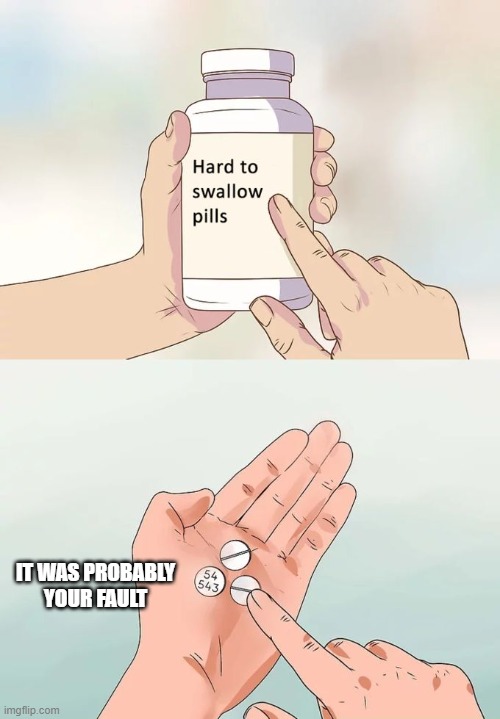 Hard to
swallow
pills
IT WAS PROBABLY
YOUR FAULT
54
543
imgflip.com